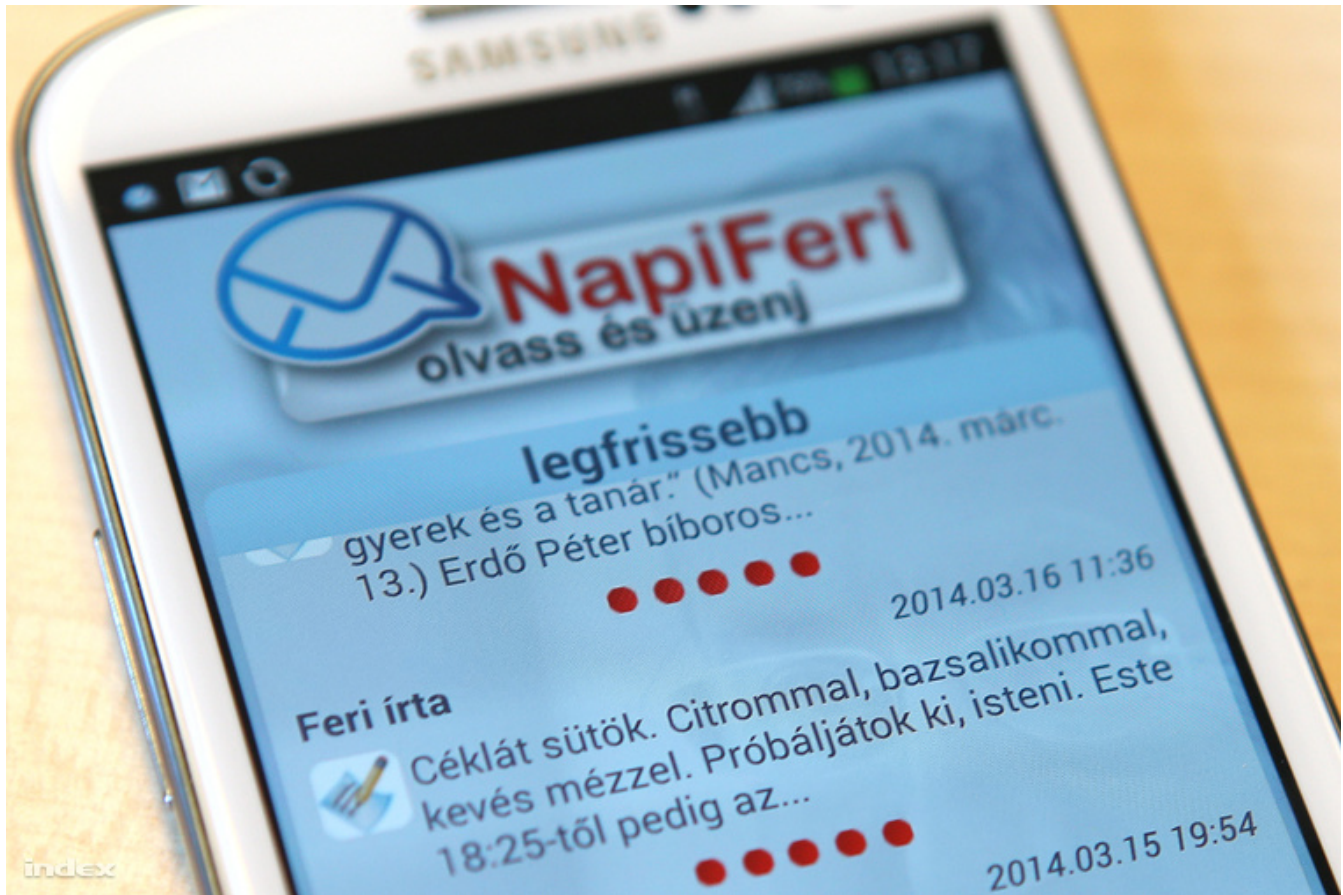 SAMSUNG
NapiFeri
olvass és üzenj
legfrissebb
gyerek és a tanár." (Mancs, 2014. márc.
13.) Erdő Péter bíboros...
2014.03.16 11:36
Feri írta
Céklát sütök. Citrommal, bazsalikommal,
kevés mézzel. Próbáljátok ki, isteni. Este
18:25-től pedig az...
2014.03.15 19:54
index